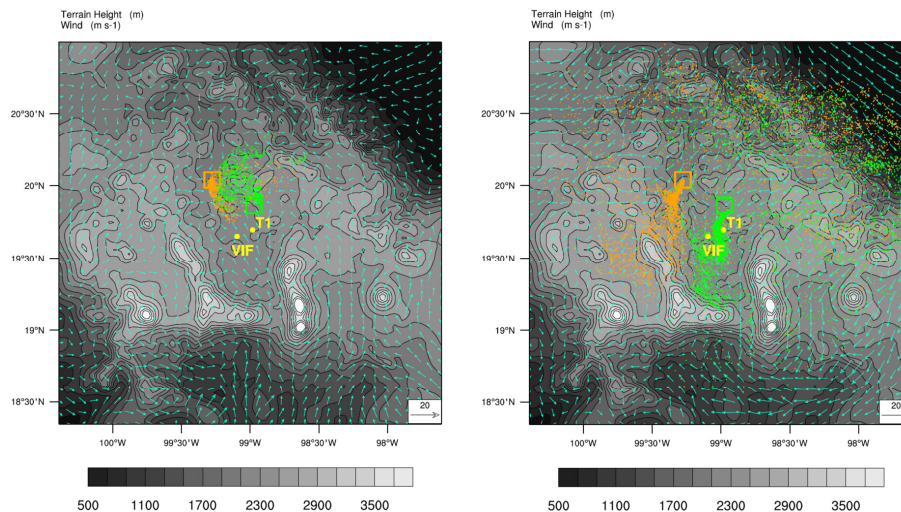 Terrain Height (m)
Wind (m s-1)
20°30'N
20°N
19°30'N
19°N
18°30'N
T1
VIF
20
100°W
99°30'W
99°W
98°30'W
98°W
500 1100 1700 2300 2900 3500
Terrain Height (m)
Wind (m s-1)
20°30'N
20°N
19°30'N
19°N
18°30'N
T1
VIF
20
100°W
99°30'W
99°W
98°30'W
98°W
500 1100 1700 2300 2900 3500